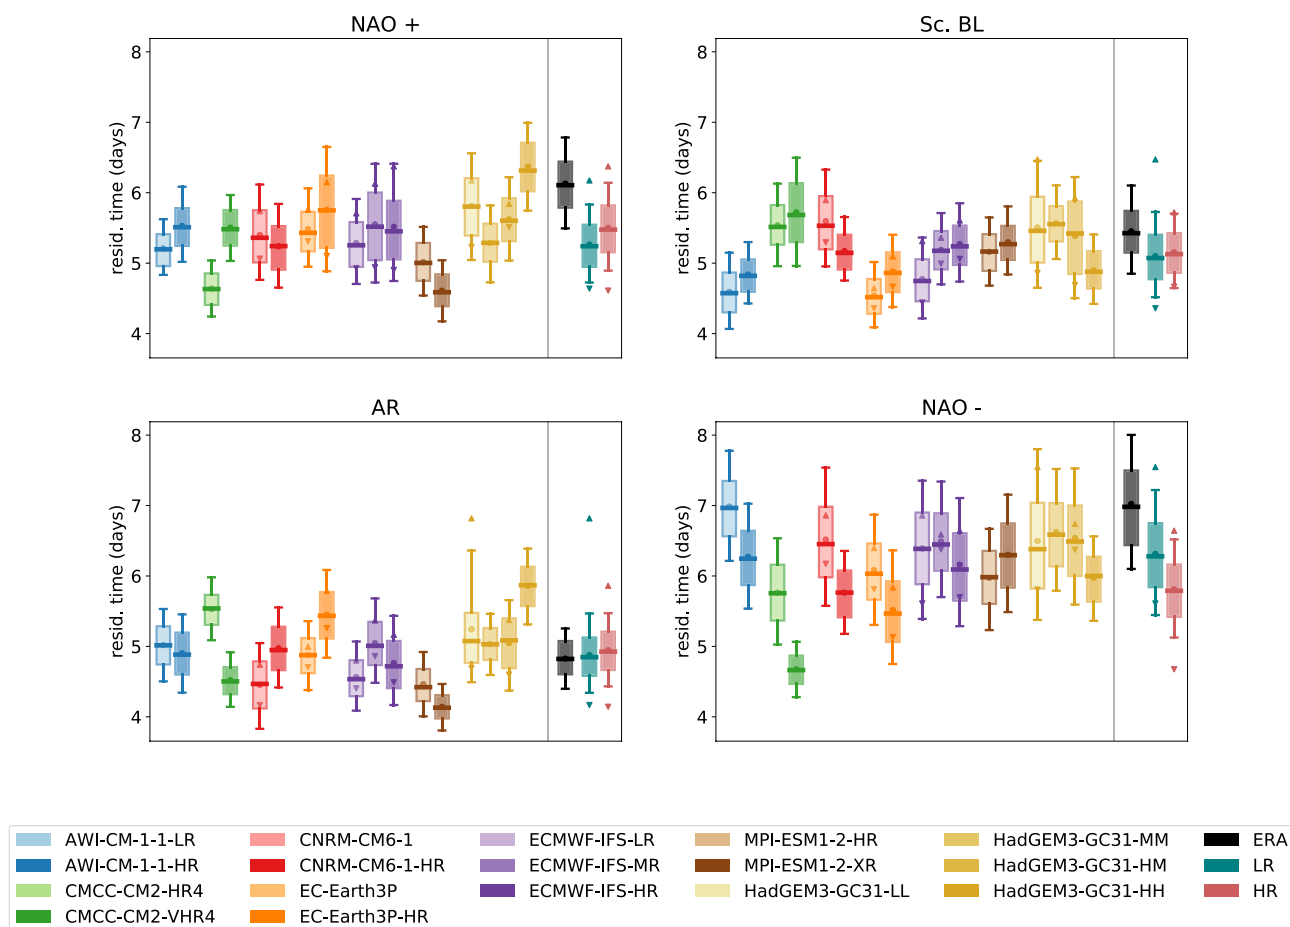 NAO +
Sc. BL
resid. time (days)
8
7
6
5
4
resid. time (days)
8
7
6
5
4
AR
NAO -
resid. time (days)
8
7
6
5
4
resid. time (days)
8
7
6
5
4
AWI-CM-1-1-LR
AWI-CM-1-1-HR
CMCC-CM2-HR4
CMCC-CM2-VHR4
CNRM-CM6-1
CNRM-CM6-1-HR
EC-Earth3P
EC-Earth3P-HR
ECMWF-IFS-LR
ECMWF-IFS-MR
ECMWF-IFS-HR
MPI-ESM1-2-HR
MPI-ESM1-2-XR
HadGEM3-GC31-LL
HadGEM3-GC31-MM
HadGEM3-GC31-HM
HadGEM3-GC31-HH
ERA
LR
HR